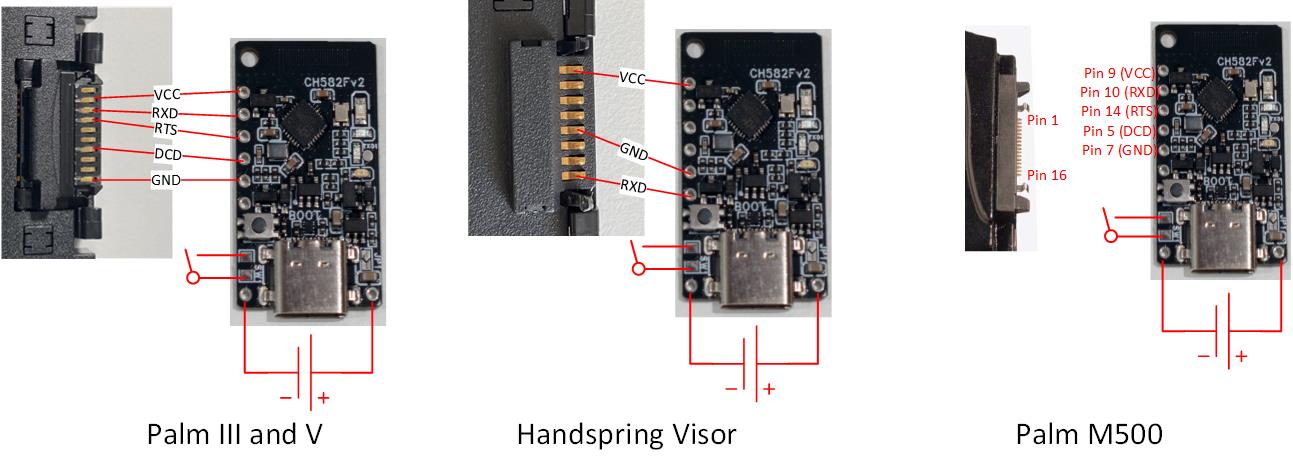 VCC
RXD
RTS
DCD
GND
CH582Fv2
BOOT
SW
− +
Palm III and V
VCC
GND
RXD
CH582Fv2
BOOT
SW
− +
Handspring Visor
Pin 1
Pin 16
Pin 9 (VCC)
Pin 10 (RXD)
Pin 14 (RTS)
Pin 5 (DCD)
Pin 7 (GND)
CH582Fv2
BOOT
− +
Palm M500